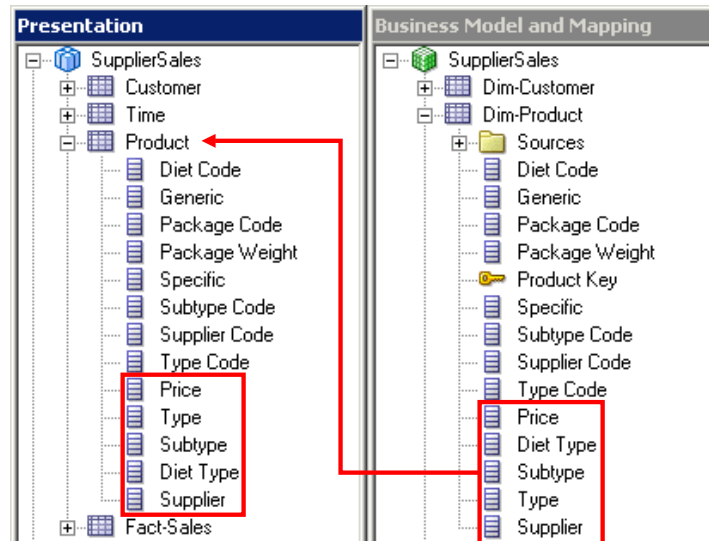 Presentation
SupplierSales
Customer
Time
Product
Diet Code
Generic
Package Code
Package Weight
Specific
Subtype Code
Supplier Code
Type Code
Price
Type
Subtype
Diet Type
Supplier
Fact-Sales
Business Model and Mapping
SupplierSales
Dim-Customer
Dim-Product
Sources
Diet Code
Generic
Package Code
Package Weight
Product Key
Specific
Subtype Code
Supplier Code
Type Code
Price
Diet Type
Subtype
Type
Supplier